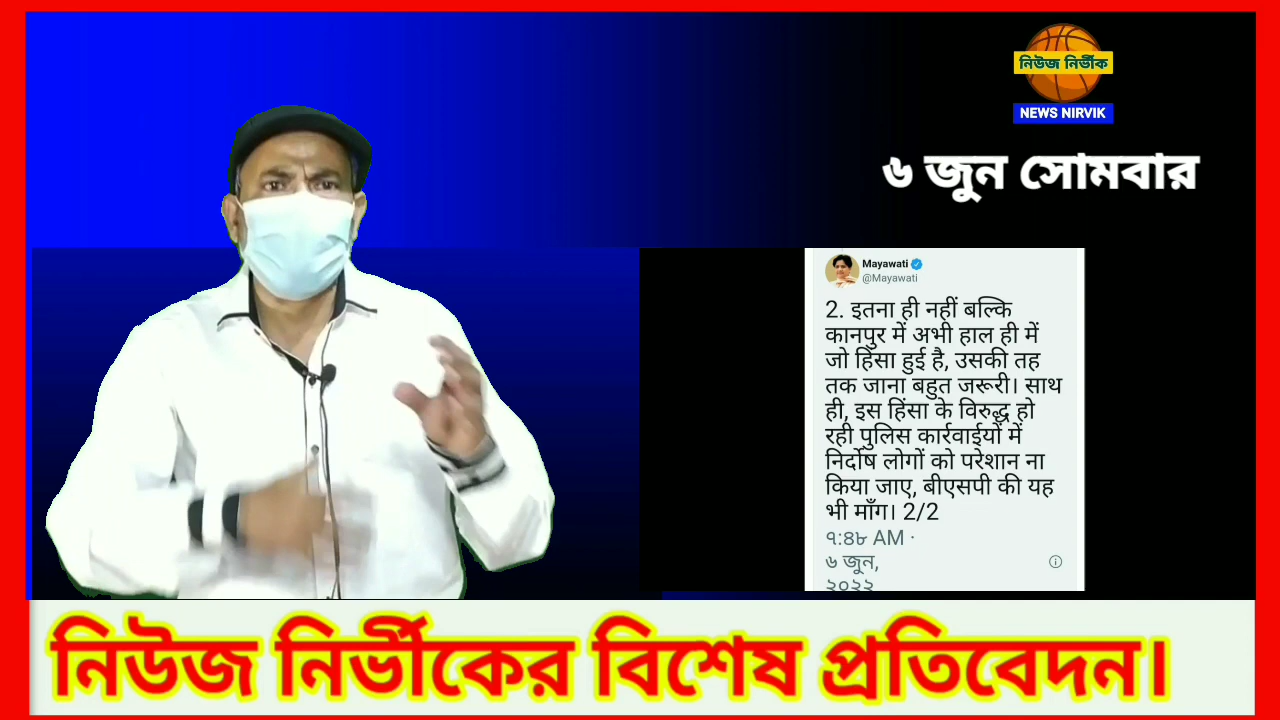 নিউজ নির্ভীক
NEWS NIRVIK
৬ জুন সোমবার
Mayawati
@Mayawati
2. इतना ही नहीं बल्कि
कानपुर में अभी हाल ही में
जो हिंसा हुई है, उसकी तह
तक जाना बहुत जरूरी। साथ
ही, इस हिंसा के विरुद्ध हो
रही पुलिस कार्रवाईयों में
निर्दोष लोगों को परेशान ना
किया जाए, बीएसपी की यह
भी माँग। 2/2
৭:৪৮ AM ·
৬ জুন,
২০২২
নিউজ নির্ভীকের বিশেষ প্রতিবেদন।